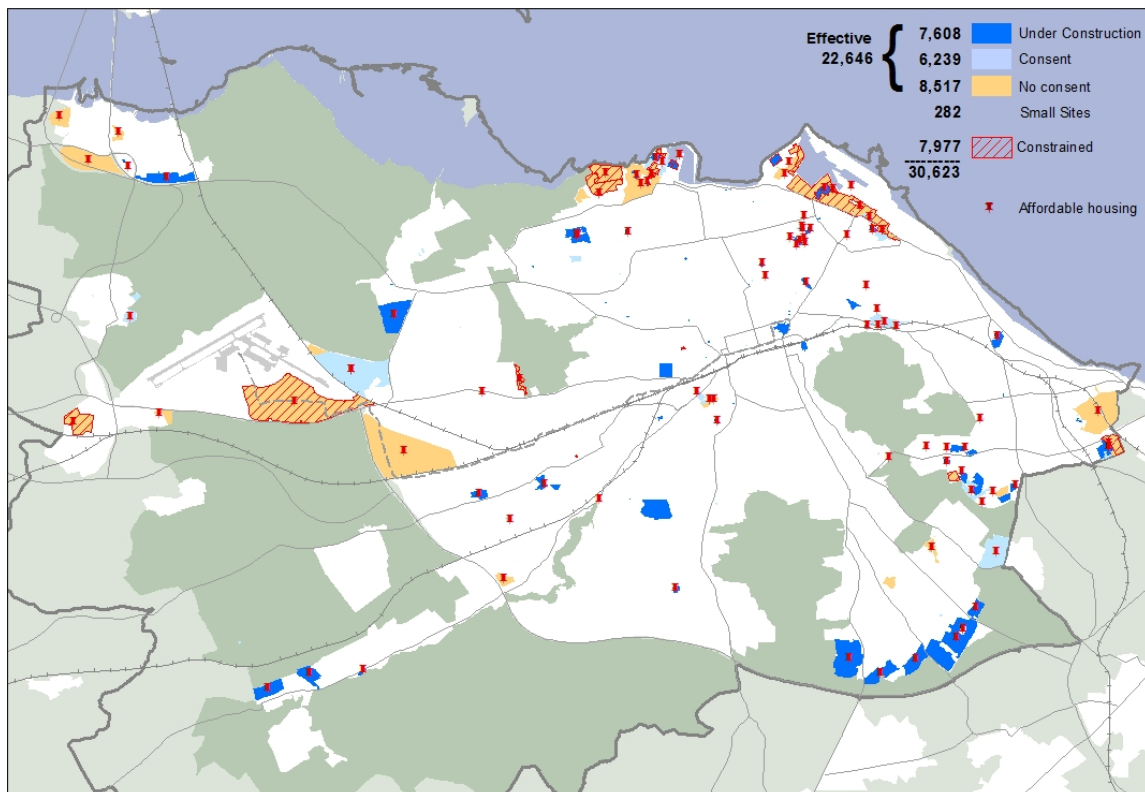 Effective
22,646 {
7,608 Under Construction
6,239 Consent
8,517 No consent
282 Small Sites
7,977 Constrained
----------
30,623
Affordable housing